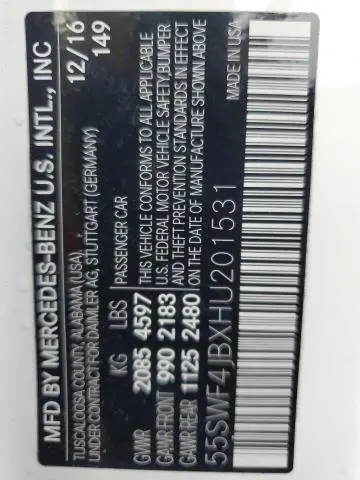 MFD BY MERCEDES-BENZ U.S. INTL., INC
TUSCALOOSA COUNTY, ALABAMA (USA) 12/16
UNDER CONTRACT FOR DAIMLER AG, STUTTGART (GERMANY) 149
KG LBS PASSENGER CAR
GVWR 2085 4597 THIS VEHICLE CONFORMS TO ALL APPLICABLE
GAWR:FRONT 990 2183 U.S. FEDERAL MOTOR VEHICLE SAFETY,BUMPER
GAWR:REAR 1125 2480 AND THEFT PREVENTION STANDARDS IN EFFECT
ON THE DATE OF MANUFACTURE SHOWN ABOVE
55SWF4JBXHU201531 MADE IN USA